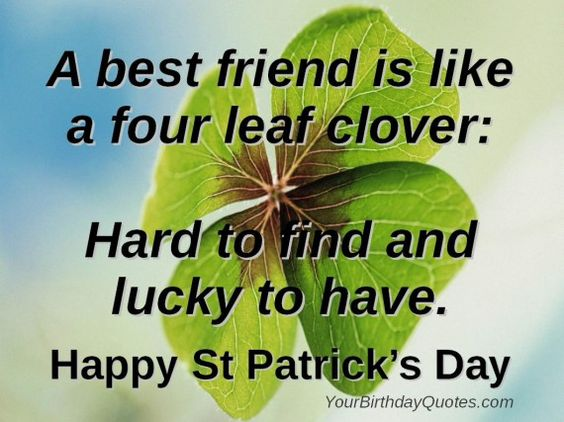 A best friend is like
a four leaf clover:
Hard to find and
lucky to have.
Happy St Patrick’s Day
YourBirthdayQuotes.com